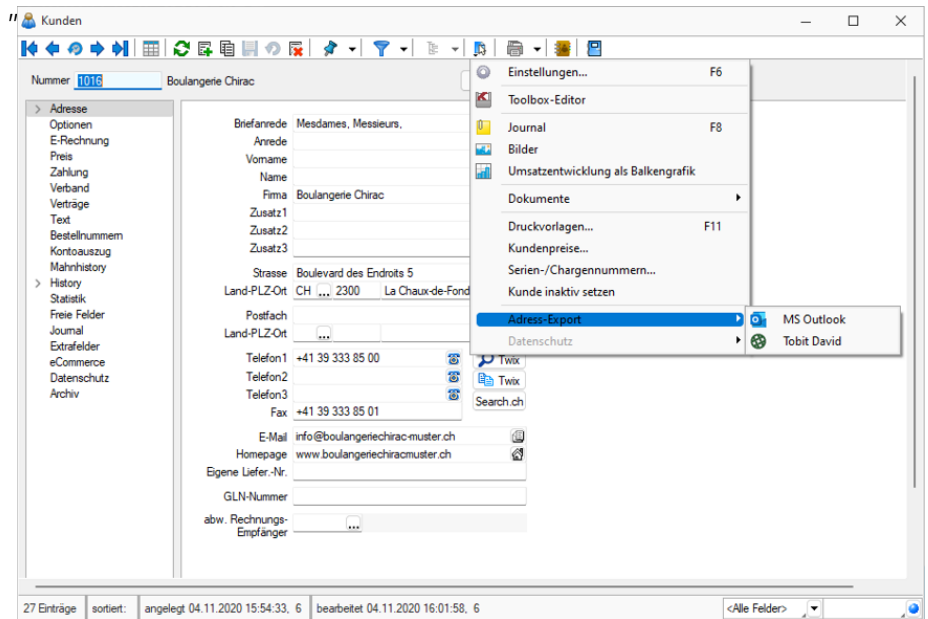 "
Kunden
Nummer 1016 Boulangerie Chirac
Adresse
Optionen
E-Rechnung
Preis
Zahlung
Verband
Verträge
Text
Bestellnummern
Kontoauszug
Mahnhistory
History
Statistik
Freie Felder
Journal
Extrafelder
eCommerce
Datenschutz
Archiv
Briefanrede Mesdames, Messieurs,
Anrede
Vorname
Name
Firma Boulangerie Chirac
Zusatz1
Zusatz2
Zusatz3
Strasse Boulevard des Endroits 5
Land-PLZ-Ort CH ... 2300 La Chaux-de-Fond
Postfach
Land-PLZ-Ort ...
Telefon1 +41 39 333 85 00
Telefon2
Telefon3
Fax +41 39 333 85 01
Twix
Twix
Search.ch
E-Mail info@boulangeriechirac-muster.ch
Homepage www.boulangeriechiracmuster.ch
Eigene Liefer.-Nr.
GLN-Nummer
abw. Rechnungs-
Empfänger ...
Einstellungen... F6
Toolbox-Editor
Journal F8
Bilder
Umsatzentwicklung als Balkengrafik
Dokumente
Druckvorlagen... F11
Kundenpreise...
Serien-/Chargennummern...
Kunde inaktiv setzen
Adress-Export
Datenschutz
MS Outlook
Tobit David
27 Einträge sortiert: angelegt 04.11.2020 15:54:33, 6 bearbeitet 04.11.2020 16:01:58, 6 <Alle Felder>